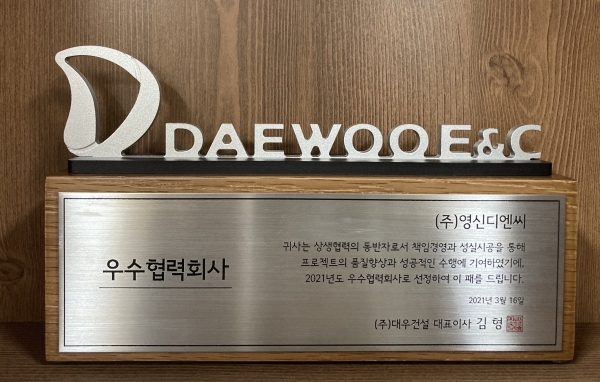 DAEWOO E&C
(주)영신디엔씨
우수협력회사
귀사는 상생협력의 동반자로서 책임경영과 성실시공을 통해
프로젝트의 품질향상과 성공적인 수행에 기여하였기에,
2021년도 우수협력회사로 선정하여 이 패를 드립니다.
2021년 3월 16일
(주)대우건설 대표이사 김 형